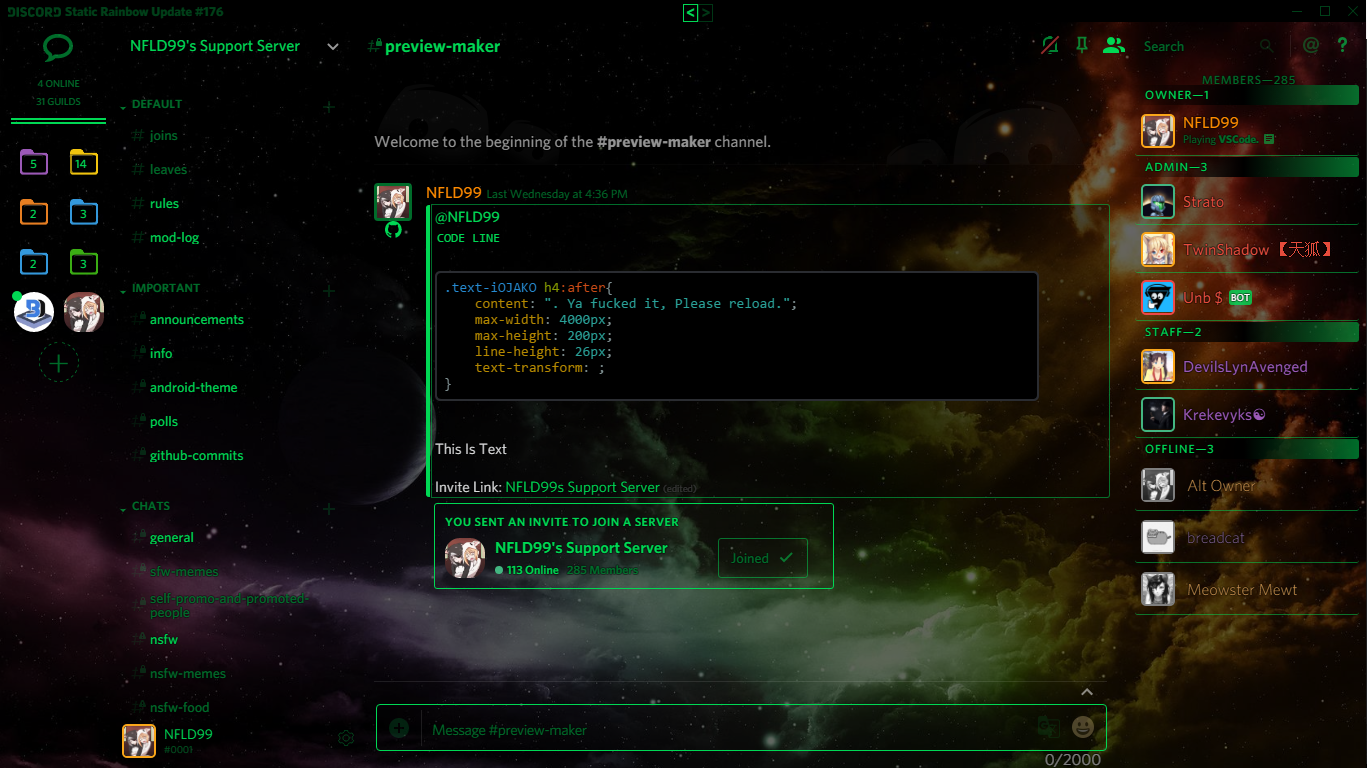 DISCORD Static Rainbow Update #176
< >
4 ONLINE
31 GUILDS
5
14
2
3
2
3
NFLD99's Support Server
DEFAULT
# joins
# leaves
# rules
# mod-log
IMPORTANT
# announcements
# info
# android-theme
# polls
# github-commits
CHATS
# general
# sfw-memes
# self-promo-and-promoted-
people
# nsfw
# nsfw-memes
# nsfw-food
NFLD99
#0001
# preview-maker
Search
@ ?
Welcome to the beginning of the #preview-maker channel.
NFLD99 Last Wednesday at 4:36 PM
@NFLD99
CODE LINE
.text-iOJAKO h4:after{
content: ". Ya fucked it, Please reload.";
max-width: 4000px;
max-height: 200px;
line-height: 26px;
text-transform: ;
}
This Is Text
Invite Link: NFLD99s Support Server (edited)
YOU SENT AN INVITE TO JOIN A SERVER
NFLD99's Support Server
113 Online 285 Members
Joined
Message #preview-maker
0/2000
MEMBERS—285
OWNER—1
NFLD99
Playing VSCode.
ADMIN—3
Strato
TwinShadow 【天狐】
Unb $ BOT
STAFF—2
DevilsLynAvenged
Krekevyks☯
OFFLINE—3
Alt Owner
breadcat
Meowster Mewt